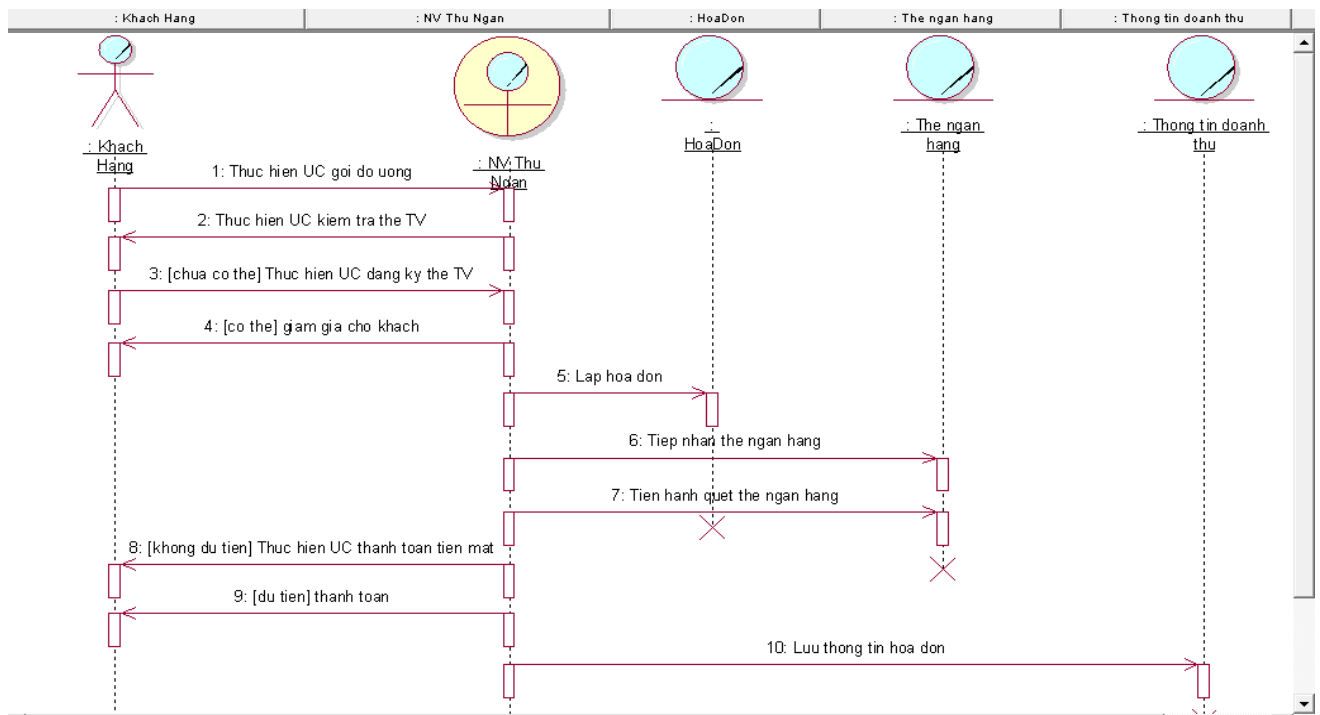 : Khach Hang
: NV Thu Ngan
: HoaDon
: The ngan hang
: Thong tin doanh thu
: Khach
Hang
: NV Thu
Ngan
:
HoaDon
: The ngan
hang
: Thong tin doanh
thu
1: Thuc hien UC goi do uong
2: Thuc hien UC kiem tra the TV
3: [chua co the] Thuc hien UC dang ky the TV
4: [co the] giam gia cho khach
5: Lap hoa don
6: Tiep nhan the ngan hang
7: Tien hanh quet the ngan hang
8: [khong du tien] Thuc hien UC thanh toan tien mat
9: [du tien] thanh toan
10: Luu thong tin hoa don